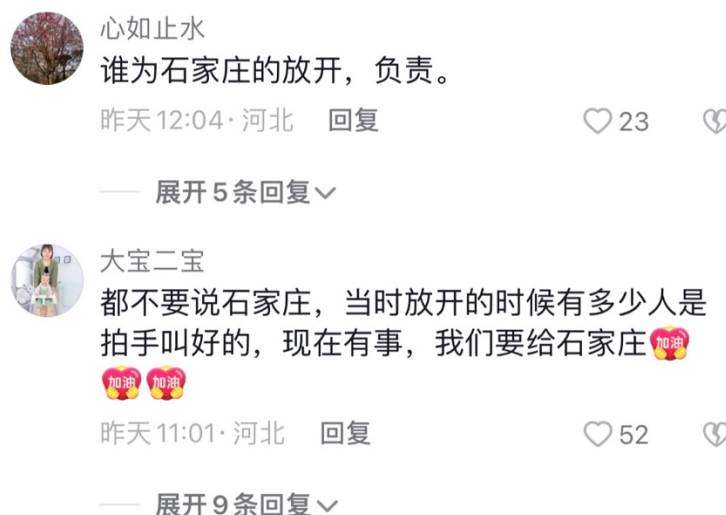 心如止水
谁为石家庄的放开，负责。
昨天12:04·河北 回复 23
展开5条回复
大宝二宝
都不要说石家庄，当时放开的时候有多少人是
拍手叫好的，现在有事，我们要给石家庄加油
加油 加油
昨天11:01·河北 回复 52
展开9条回复